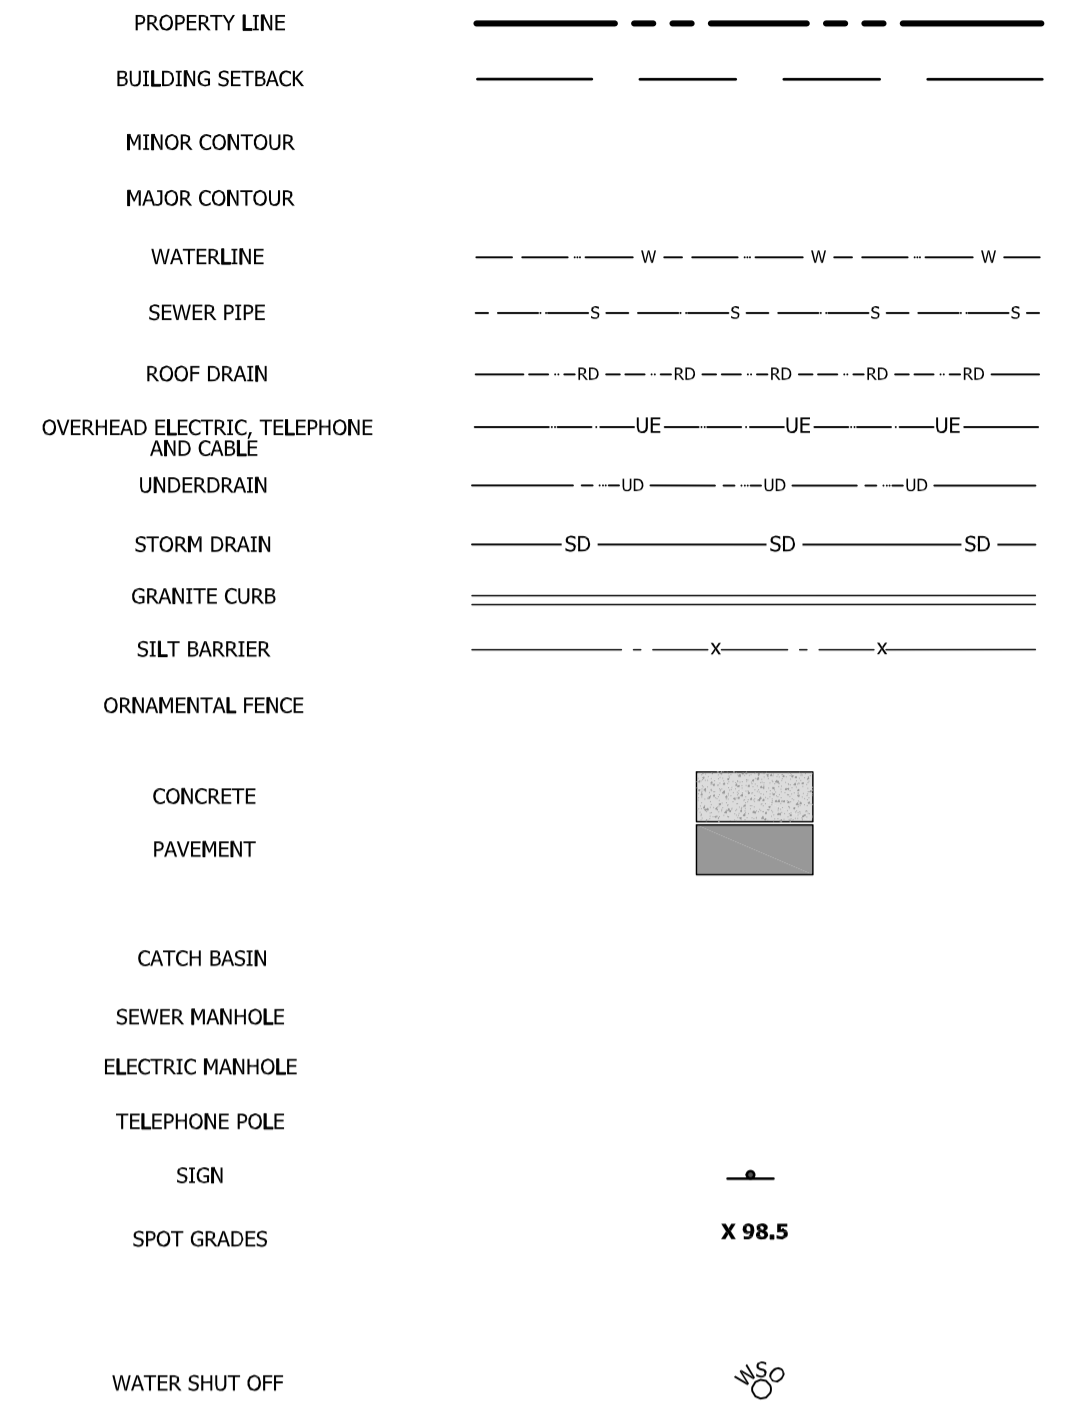 PROPERTY LINE
BUILDING SETBACK
MINOR CONTOUR
MAJOR CONTOUR
WATERLINE W W W
SEWER PIPE S S S S
ROOF DRAIN RD RD RD RD RD
OVERHEAD ELECTRIC, TELEPHONE UE UE UE
AND CABLE
UNDERDRAIN UD UD UD
STORM DRAIN SD SD SD
GRANITE CURB
SILT BARRIER X X
ORNAMENTAL FENCE
CONCRETE
PAVEMENT
CATCH BASIN
SEWER MANHOLE
ELECTRIC MANHOLE
TELEPHONE POLE
SIGN
SPOT GRADES X 98.5
WATER SHUT OFF WSO